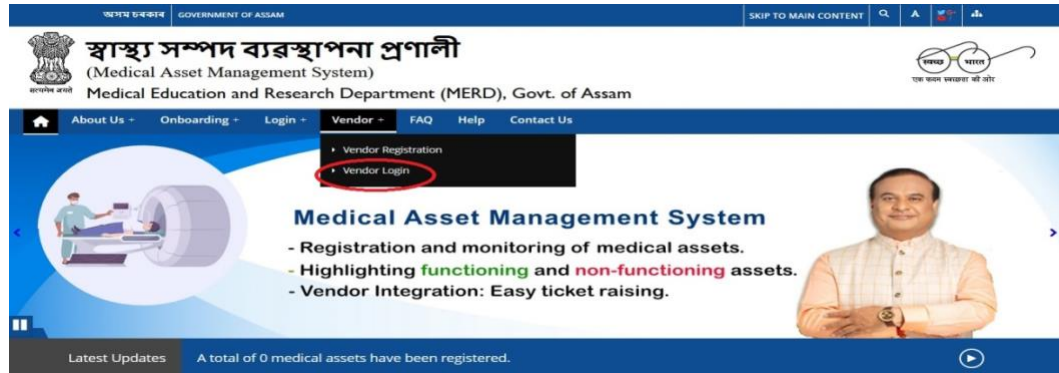 অসম চৰকাৰ GOVERNMENT OF ASSAM SKIP TO MAIN CONTENT A
স্বাস্থ্য সম্পদ ব্যৱস্থাপনা প্ৰণালী
(Medical Asset Management System)
Medical Education and Research Department (MERD), Govt. of Assam
सत्यमेव जयते
स्वच्छ भारत
एक कदम स्वच्छता की ओर
About Us + Onboarding + Login + Vendor + FAQ Help Contact Us
Vendor Registration
Vendor Login
Medical Asset Management System
- Registration and monitoring of medical assets.
- Highlighting functioning and non-functioning assets.
- Vendor Integration: Easy ticket raising.
Latest Updates A total of 0 medical assets have been registered.